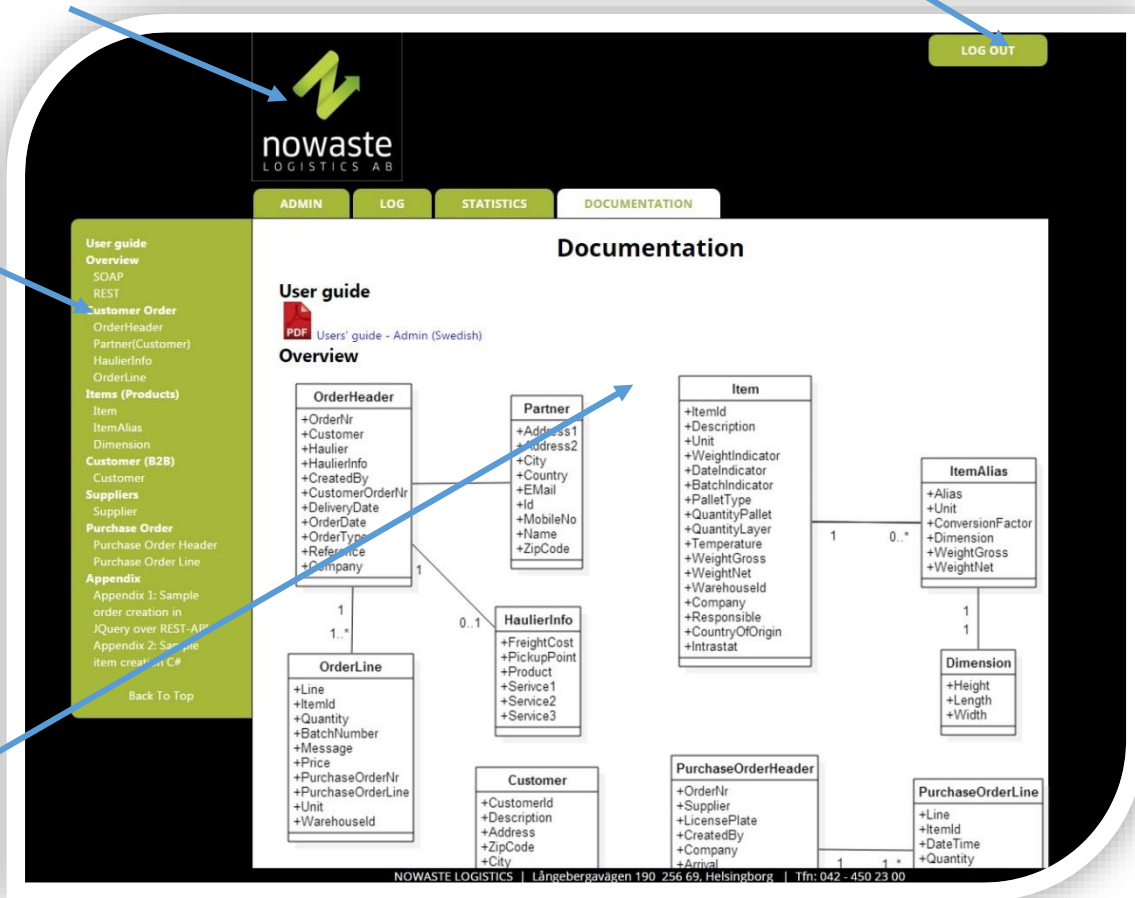 LOG OUT
nowaste
LOGISTICS AB
ADMIN
LOG
STATISTICS
DOCUMENTATION
User guide
Overview
SOAP
REST
Customer Order
OrderHeader
Partner(Customer)
HaulierInfo
OrderLine
Items (Products)
Item
ItemAlias
Dimension
Customer (B2B)
Customer
Suppliers
Supplier
Purchase Order
Purchase Order Header
Purchase Order Line
Appendix
Appendix 1: Sample
order creation in
JQuery over REST-API
Appendix 2: Sample
item creation C#
Back To Top
Documentation
User guide
PDF
Users' guide - Admin (Swedish)
Overview
OrderHeader
+OrderNr
+Customer
+Haulier
+HaulierInfo
+CreatedBy
+CustomerOrderNr
+DeliveryDate
+OrderDate
+OrderType
+Reference
+Company
1
1
1..*
0..1
Partner
+Address1
+Address2
+City
+Country
+EMail
+Id
+MobileNo
+Name
+ZipCode
HaulierInfo
+FreightCost
+PickupPoint
+Product
+Serivce1
+Service2
+Service3
OrderLine
+Line
+ItemId
+Quantity
+BatchNumber
+Message
+Price
+PurchaseOrderNr
+PurchaseOrderLine
+Unit
+WarehouseId
Customer
+CustomerId
+Description
+Address
+ZipCode
+City
Item
+ItemId
+Description
+Unit
+WeightIndicator
+DateIndicator
+BatchIndicator
+PalletType
+QuantityPallet
+QuantityLayer
+Temperature
+WeightGross
+WeightNet
+WarehouseId
+Company
+Responsible
+CountryOfOrigin
+Intrastat
1
0..*
ItemAlias
+Alias
+Unit
+ConversionFactor
+Dimension
+WeightGross
+WeightNet
1
1
Dimension
+Height
+Length
+Width
PurchaseOrderHeader
+OrderNr
+Supplier
+LicensePlate
+CreatedBy
+Company
+Arrival
1
1..*
PurchaseOrderLine
+Line
+ItemId
+DateTime
+Quantity
NOWASTE LOGISTICS | Långebergavägen 190 256 69, Helsingborg | Tfn: 042 - 450 23 00